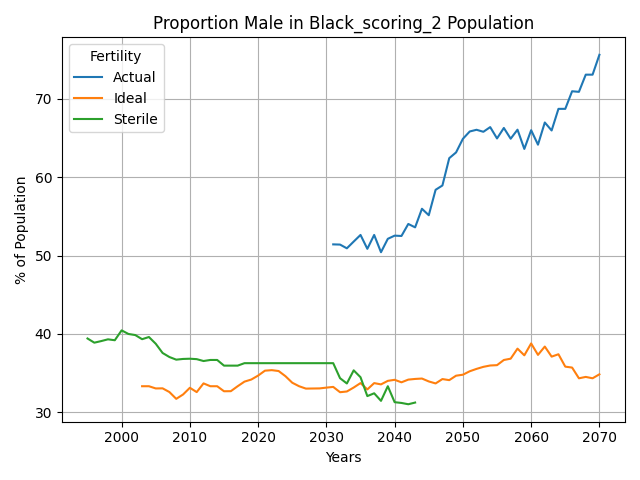 Proportion Male in Black_scoring_2 Population
Fertility
Actual
Ideal
Sterile
% of Population
70
60
50
40
30
2000 2010 2020 2030 2040 2050 2060 2070
Years